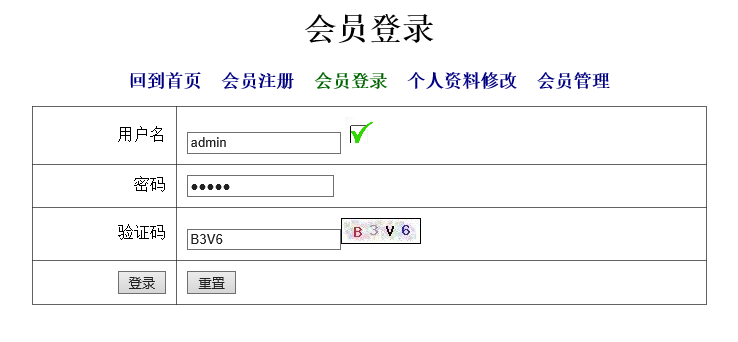 会员登录
回到首页 会员注册 会员登录 个人资料修改 会员管理
用户名 admin
密码 •••••
验证码 B3V6 B3V6
登录 重置